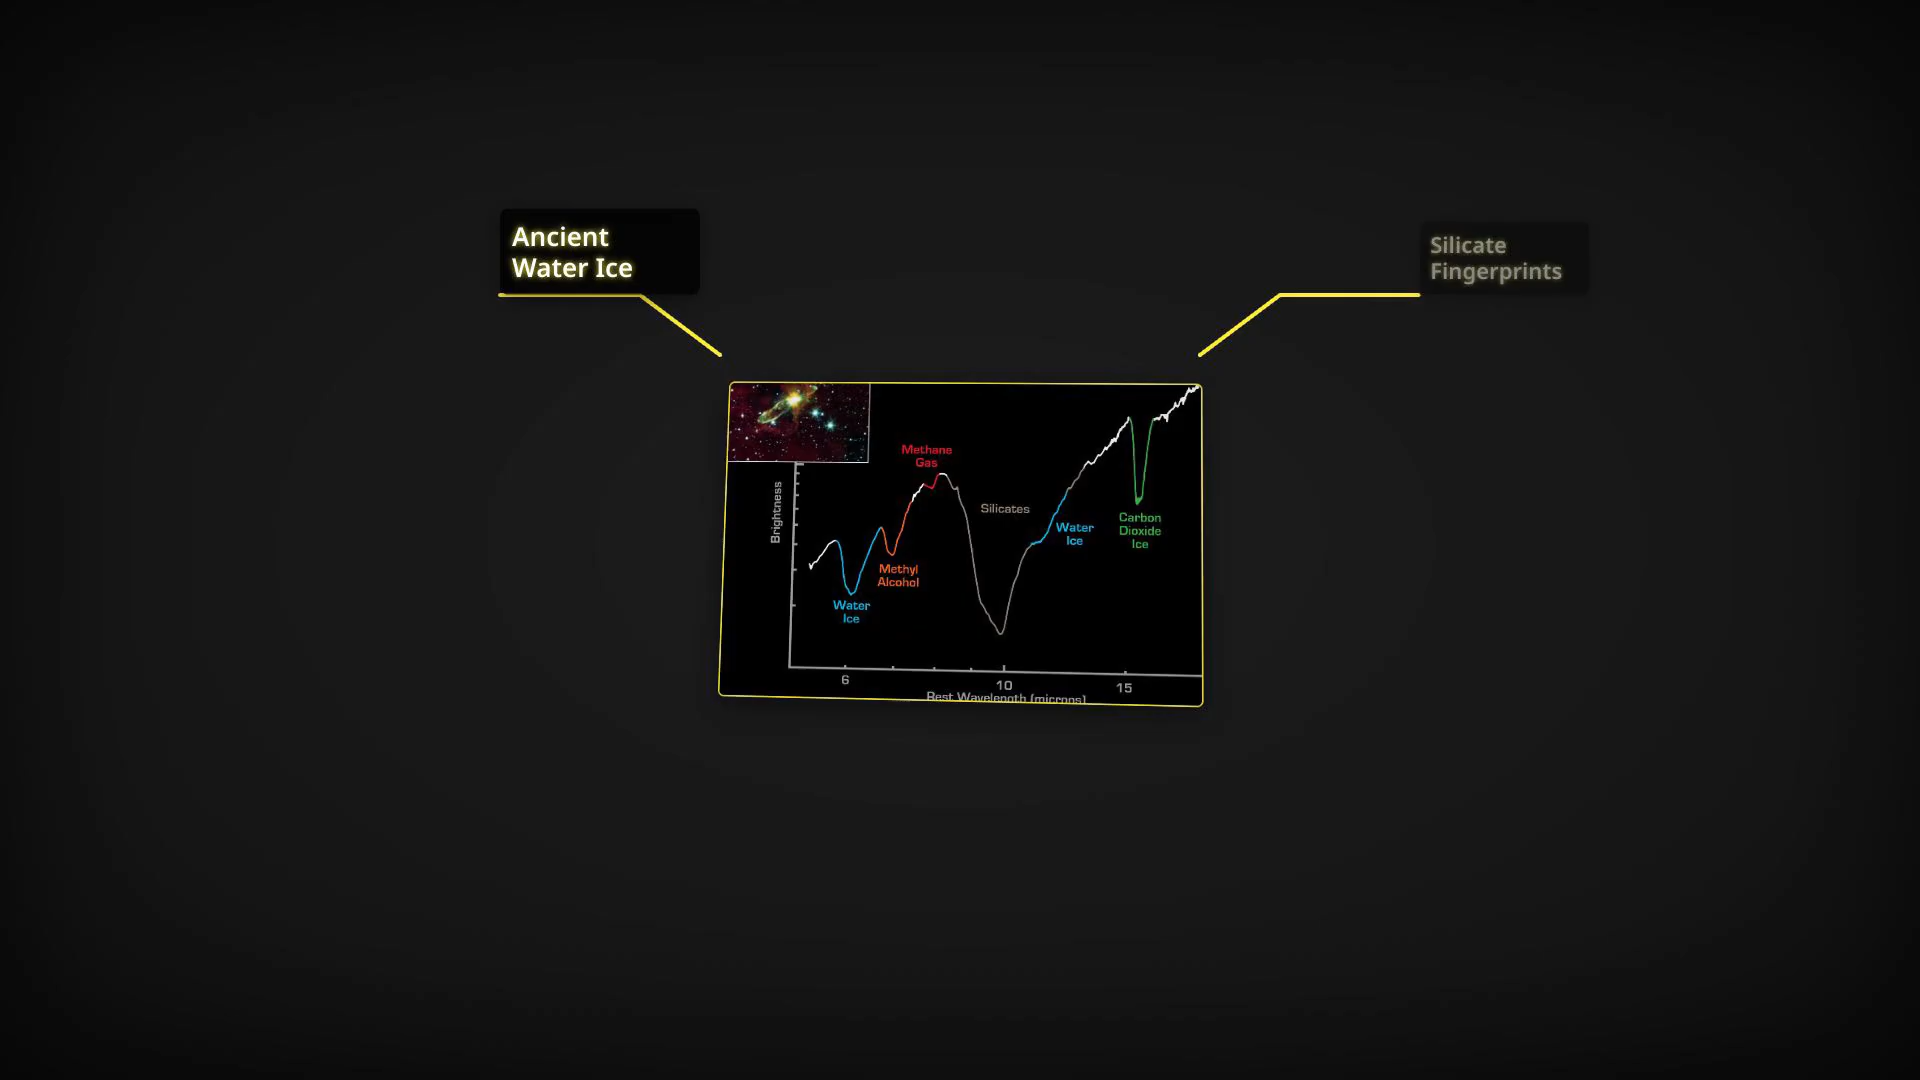 Ancient
Water Ice
Silicate
Fingerprints
Methane
Gas
Brightness
Silicates
Water
Ice
Carbon
Dioxide
Ice
Methyl
Alcohol
Water
Ice
6
10
15
Rest Wavelength (microns)